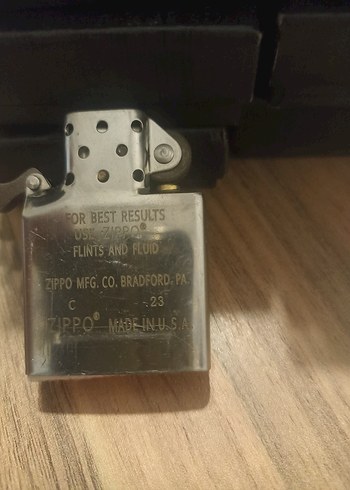 FOR BEST RESULTS
USE ZIPPO®
FLINTS AND FLUID
ZIPPO MFG. CO. BRADFORD. PA.
C 23
ZIPPO® MADE IN U.S.A.